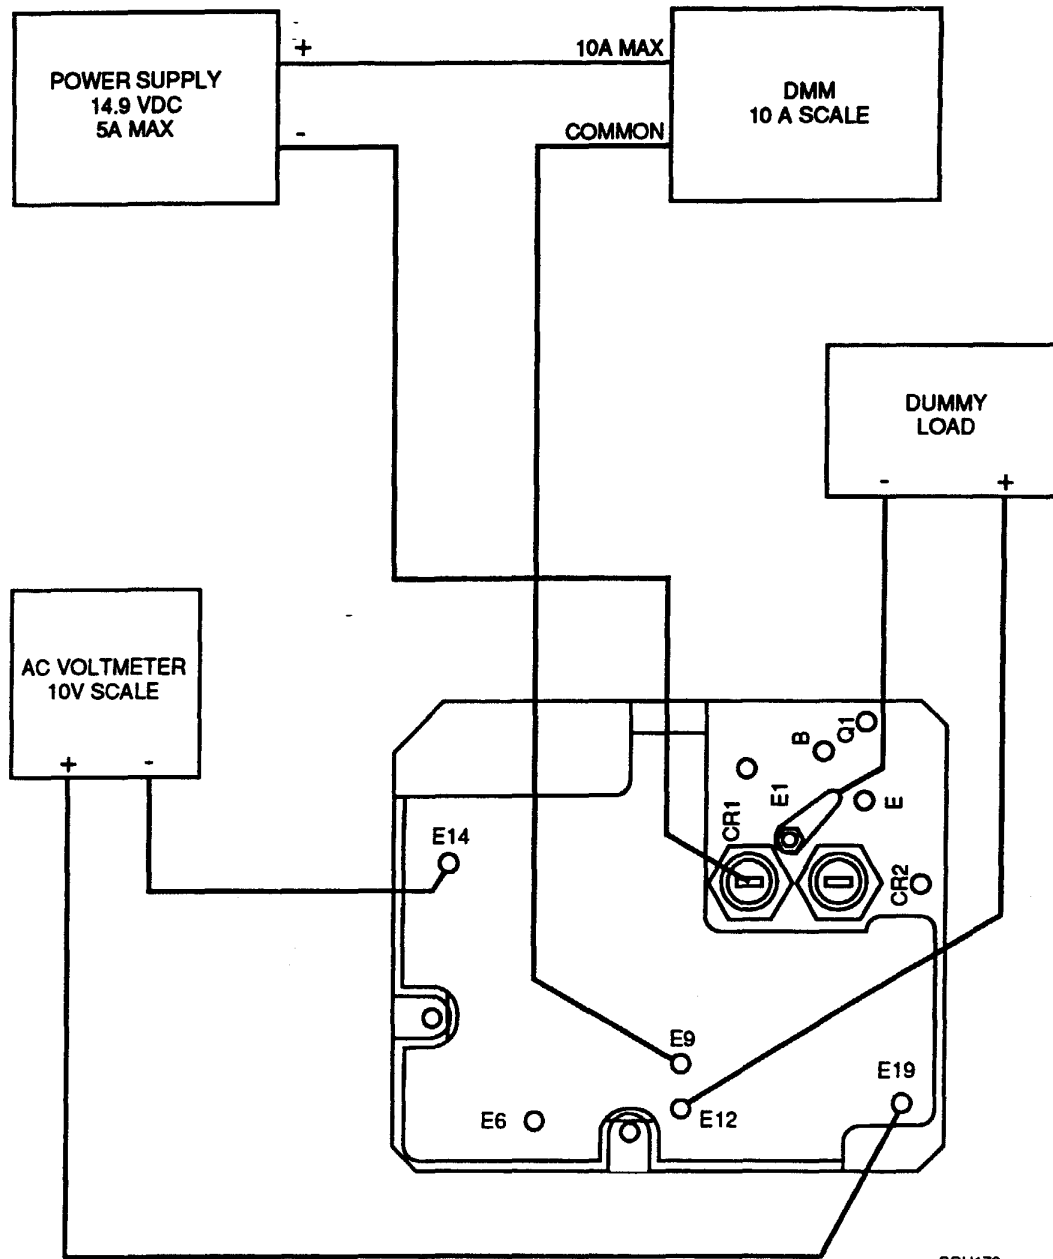 POWER SUPPLY
14.9 VDC
5A MAX
+
-
10A MAX
COMMON
DMM
10 A SCALE
DUMMY
LOAD
-
+
AC VOLTMETER
10V SCALE
+
-
B
Q1
E1
E
CR1
CR2
E14
E9
E19
E6
E12